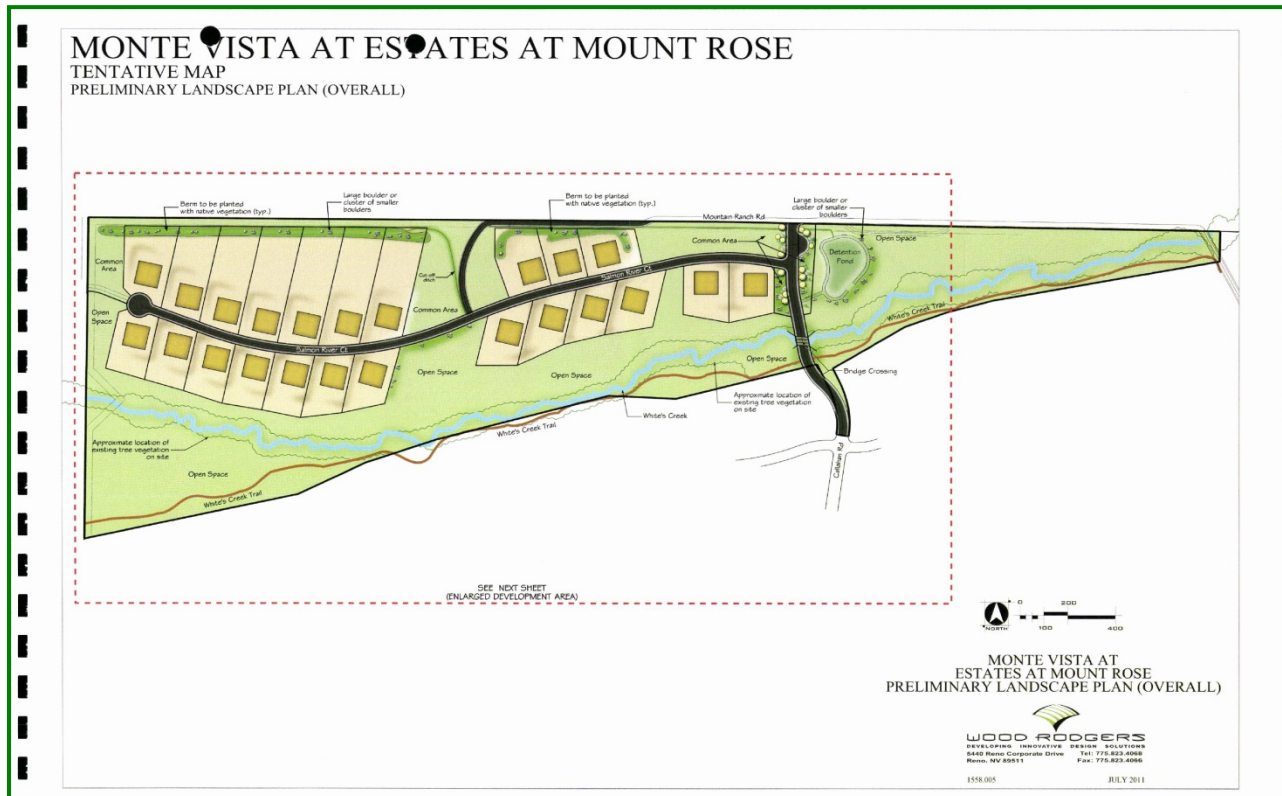 MONTE VISTA AT ESTATES AT MOUNT ROSE
TENTATIVE MAP
PRELIMINARY LANDSCAPE PLAN (OVERALL)
Berm to be planted
with native vegetation (typ.)
Large boulder or
cluster of smaller
boulders
Berm to be planted
with native vegetation (typ.)
Large boulder or
cluster of smaller
boulders
Mountain Ranch Rd
Common Area
Open Space
Detention
Pond
Common
Area
Cut-off
ditch
Salmon River Ct.
Open
Space
Common Area
White's Creek Trail
Salmon River Ct.
Open Space
Open Space
Open Space
Bridge Crossing
Approximate location of
existing tree vegetation
on site
White's Creek
White's Creek Trail
Approximate location of
existing tree vegetation
on site
Callahan Rd
Open Space
White's Creek Trail
SEE NEXT SHEET
(ENLARGED DEVELOPMENT AREA)
NORTH
0 200
100 400
MONTE VISTA AT
ESTATES AT MOUNT ROSE
PRELIMINARY LANDSCAPE PLAN (OVERALL)
WOOD RODGERS
DEVELOPING INNOVATIVE DESIGN SOLUTIONS
5440 Reno Corporate Drive Tel: 775.823.4068
Reno, NV 89511 Fax: 775.823.4066
1558.005 JULY 2011